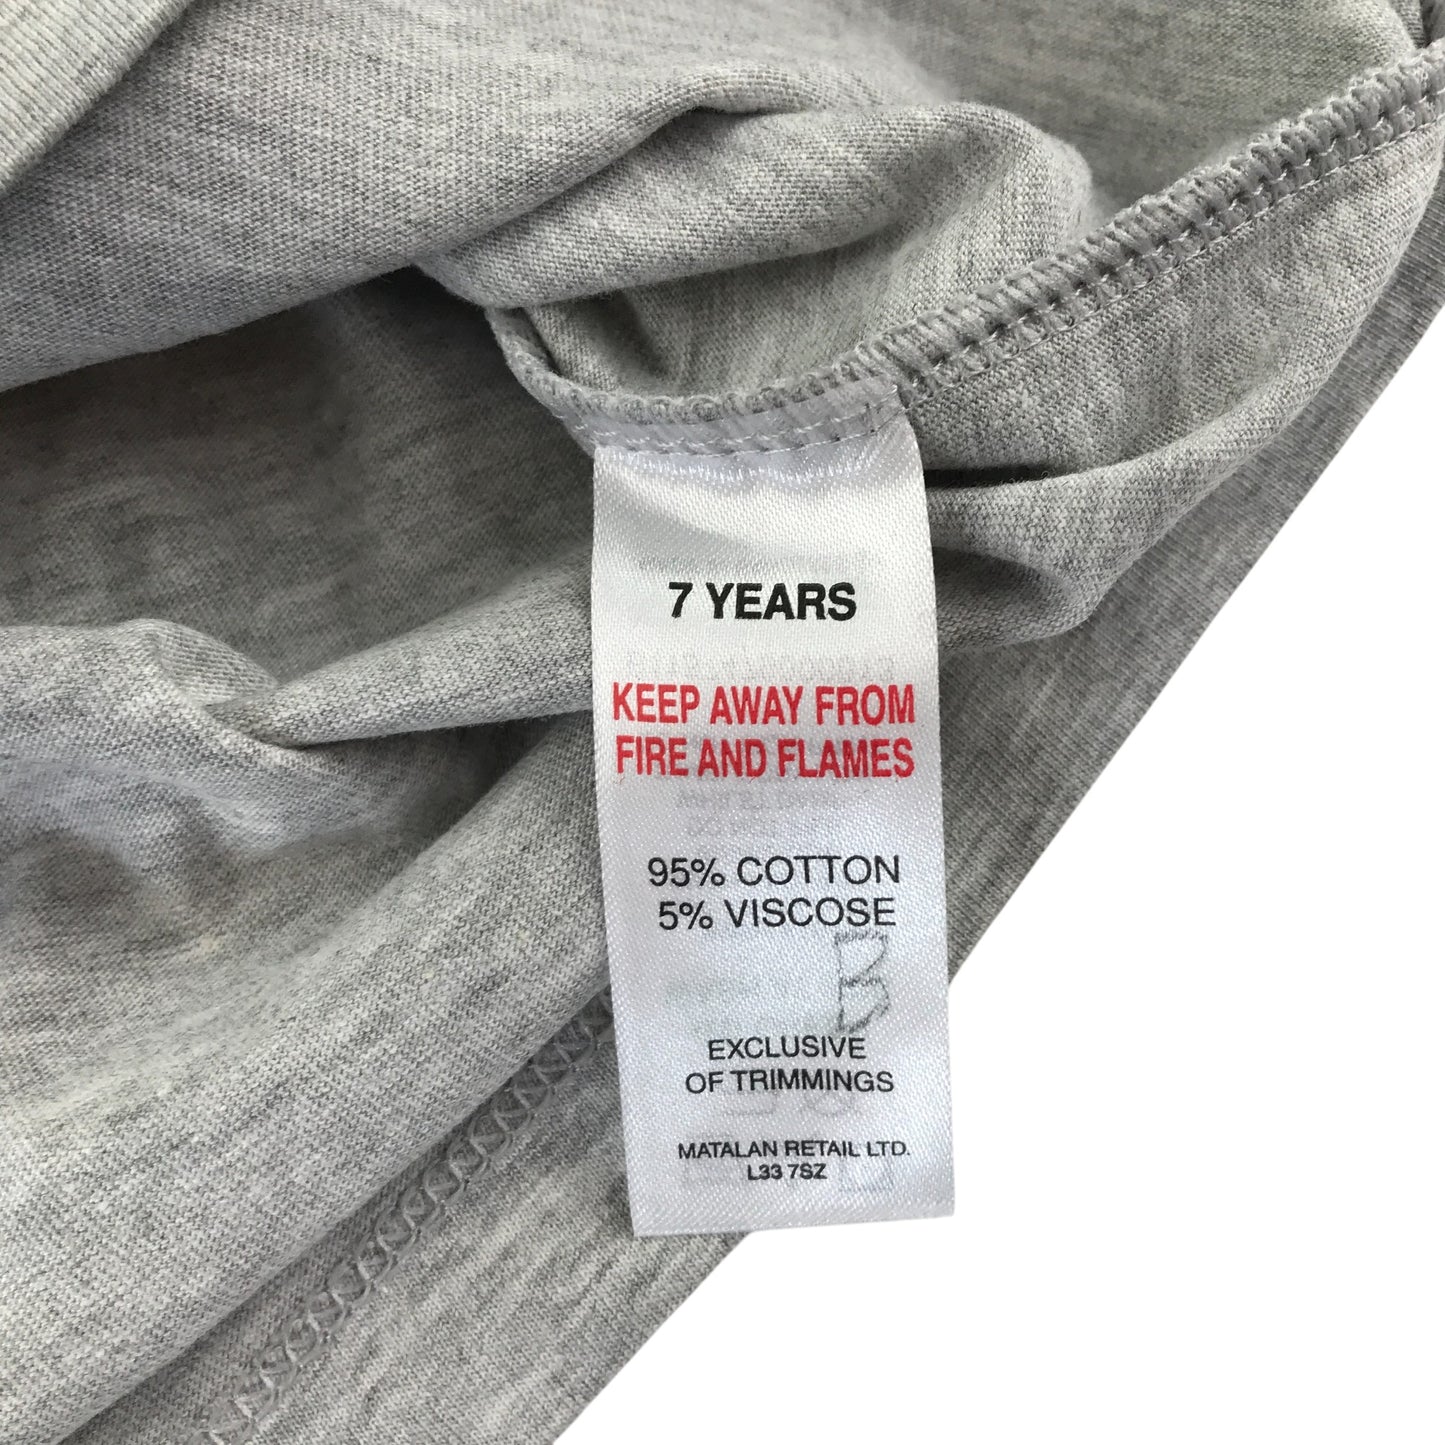 7 YEARS
KEEP AWAY FROM
FIRE AND FLAMES
95% COTTON
5% VISCOSE
EXCLUSIVE
OF TRIMMINGS
MATALAN RETAIL LTD.
L33 7SZ